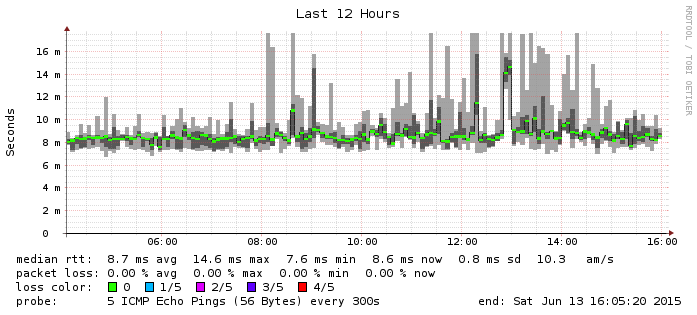 Last 12 Hours
RRDTOOL / TOBI OETIKER
Seconds
16 m
14 m
12 m
10 m
8 m
6 m
4 m
2 m
0
06:00 08:00 10:00 12:00 14:00 16:00
median rtt: 8.7 ms avg 14.6 ms max 7.6 ms min 8.6 ms now 0.8 ms sd 10.3 am/s
packet loss: 0.00 % avg 0.00 % max 0.00 % min 0.00 % now
loss color: 0 1/5 2/5 3/5 4/5
probe: 5 ICMP Echo Pings (56 Bytes) every 300s end: Sat Jun 13 16:05:20 2015